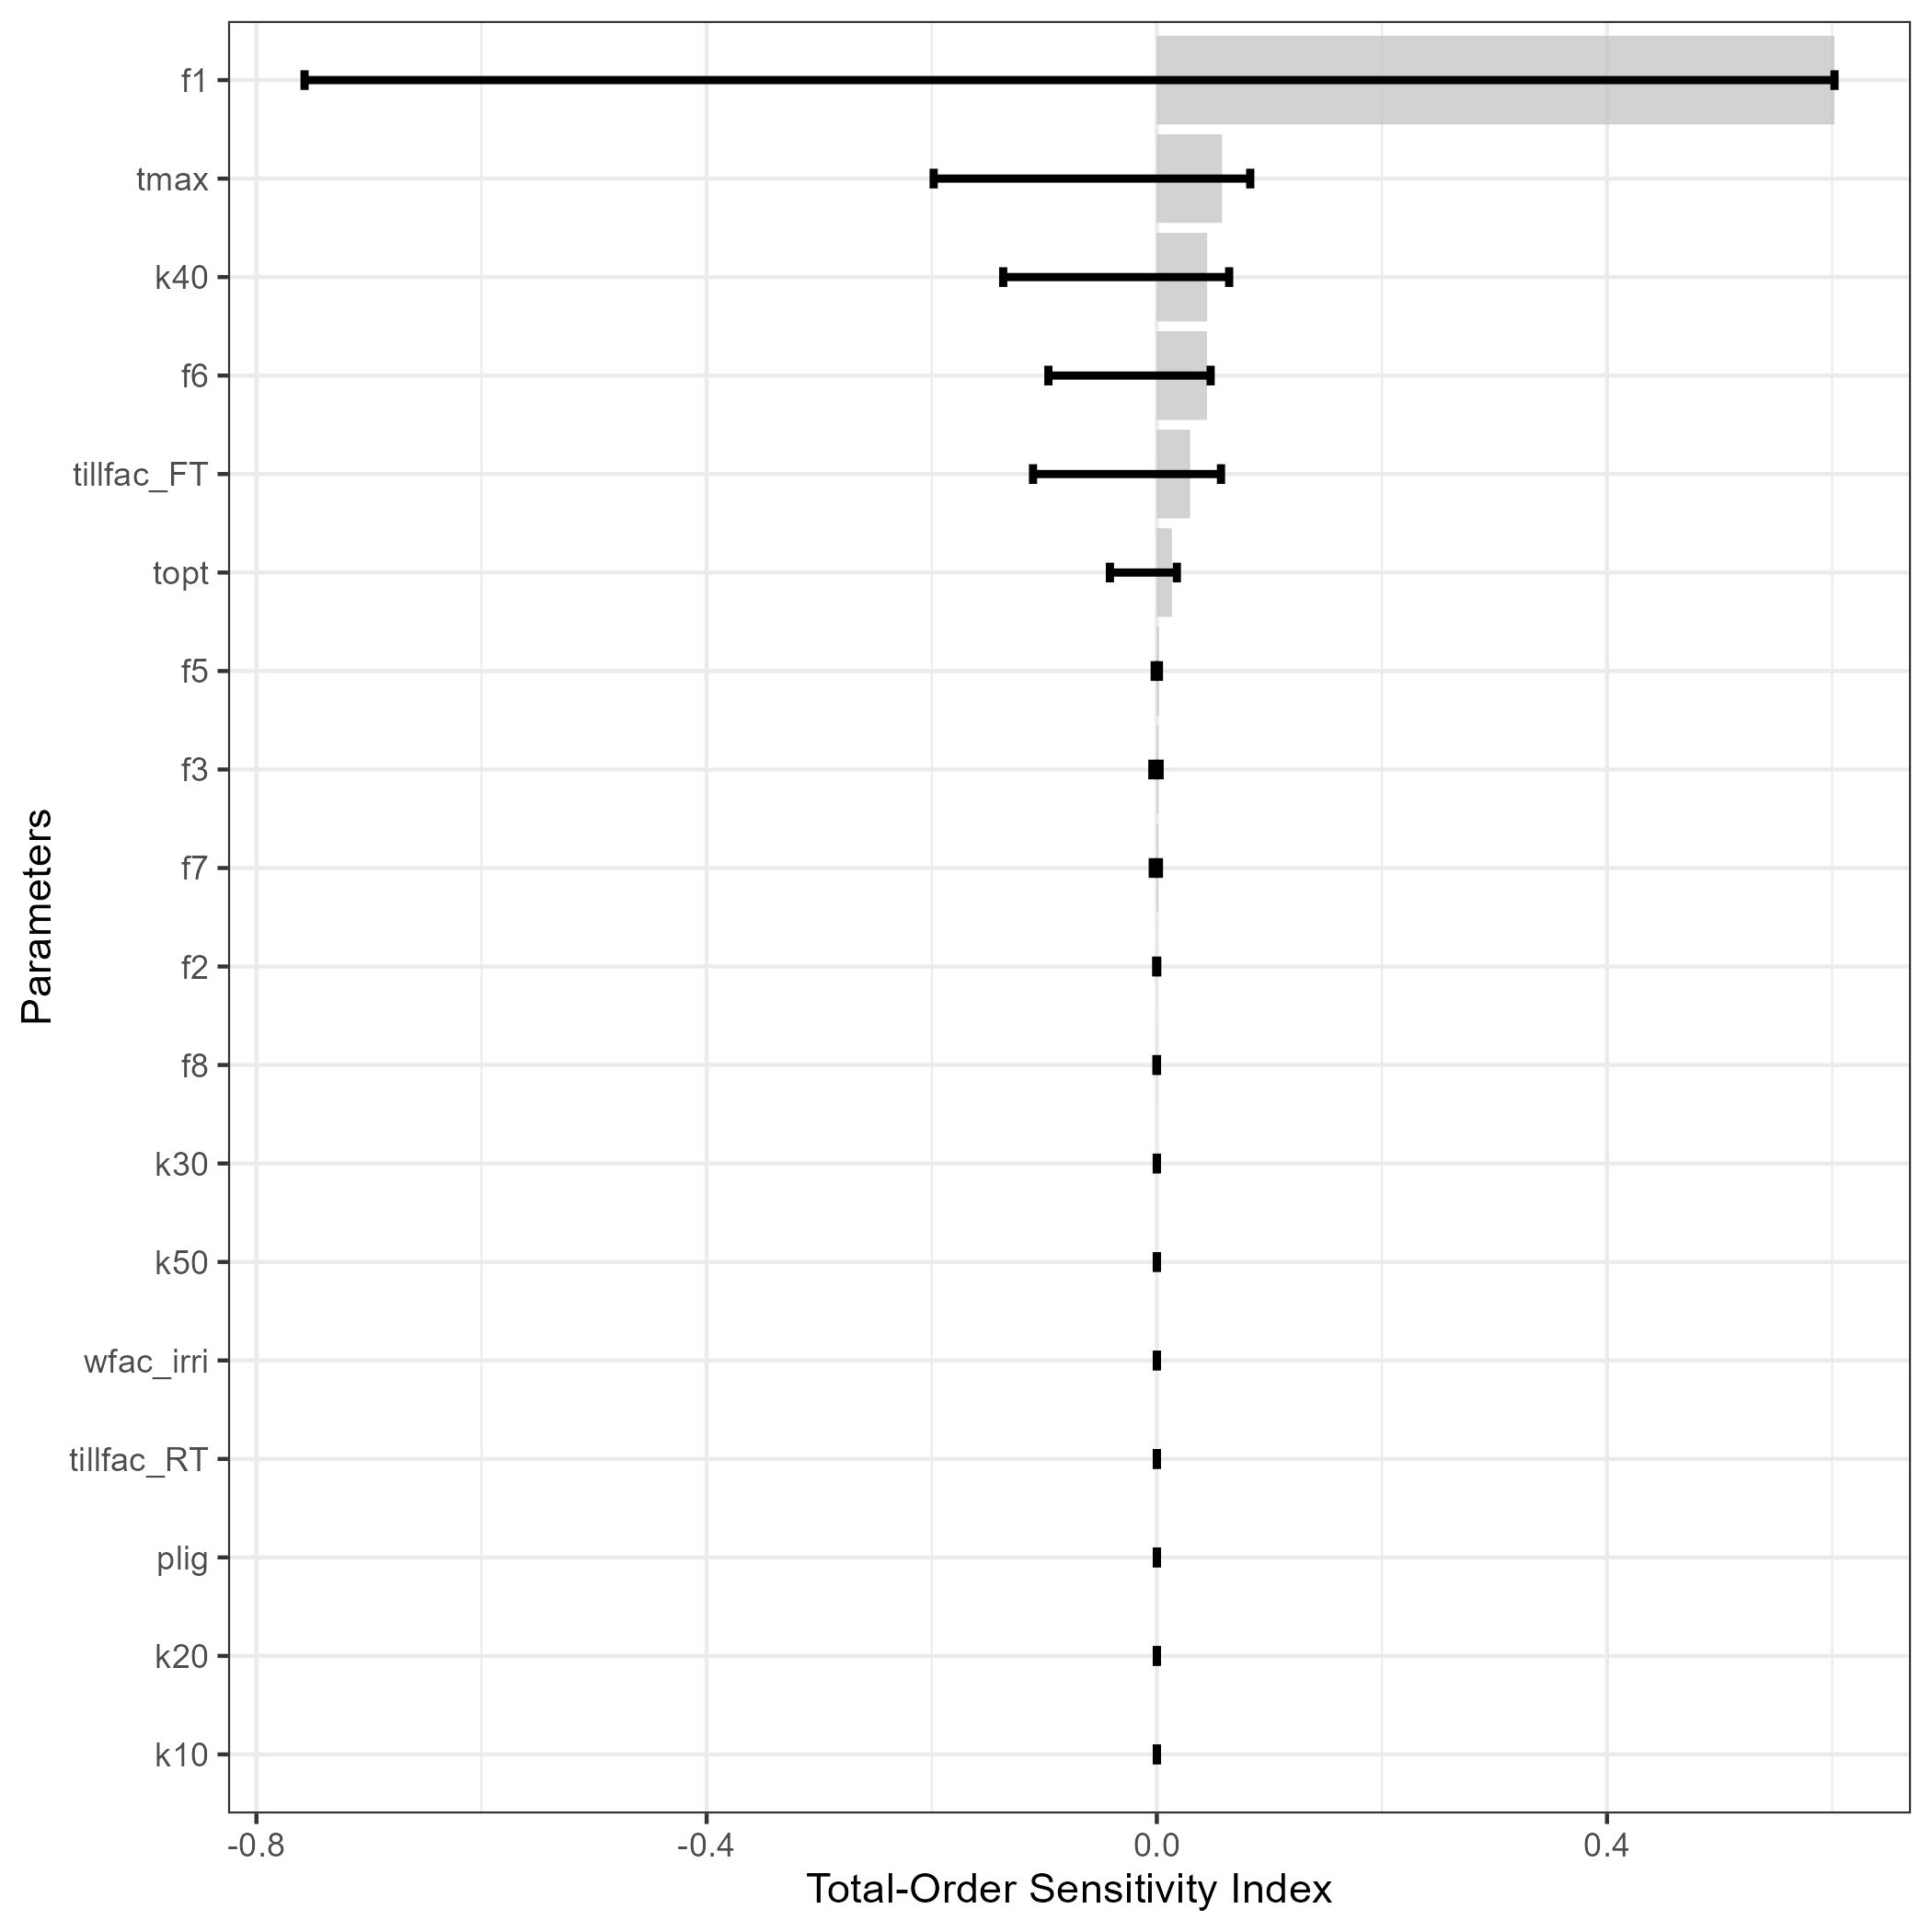 f1
tmax
k40
f6
tillfac_FT
topt
f5
f3
f7
f2
f8
k30
k50
wfac_irri
tillfac_RT
plig
k20
k10
Parameters
-0.8 -0.4 0.0 0.4
Total-Order Sensitivity Index